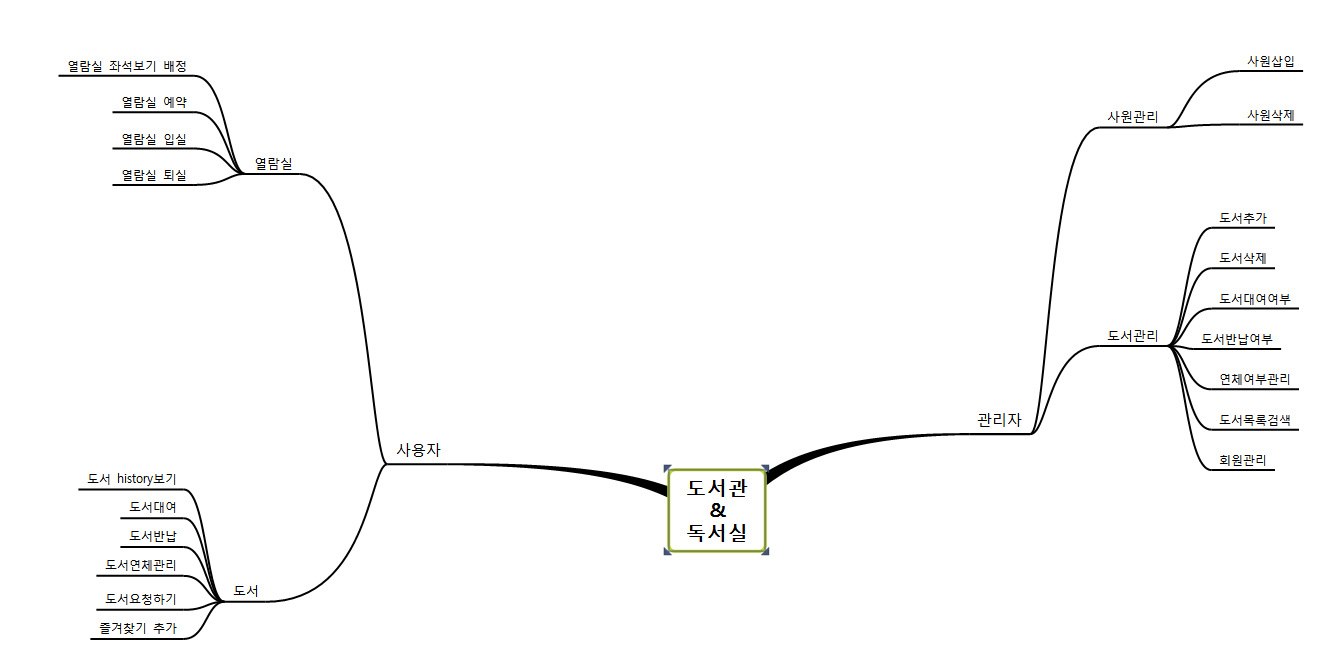 열람실 좌석보기 배정
열람실 예약
열람실 입실
열람실 퇴실
열람실
사용자
도서 history보기
도서대여
도서반납
도서연체관리
도서요청하기
즐겨찾기 추가
도서
도서관
&
독서실
관리자
사원관리
사원삽입
사원삭제
도서관리
도서추가
도서삭제
도서대여여부
도서반납여부
연체여부관리
도서목록검색
회원관리